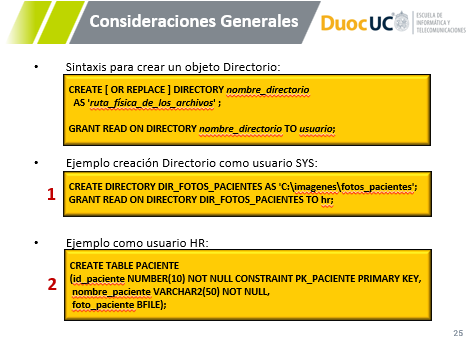 Consideraciones Generales
DuocUC
ESCUELA DE
INFORMÁTICA Y
TELECOMUNICACIONES
• Sintaxis para crear un objeto Directorio:
CREATE [ OR REPLACE ] DIRECTORY nombre_directorio
AS 'ruta_física_de_los_archivos' ;
GRANT READ ON DIRECTORY nombre_directorio TO usuario;
• Ejemplo creación Directorio como usuario SYS:
1
CREATE DIRECTORY DIR_FOTOS_PACIENTES AS 'C:\imagenes\fotos_pacientes';
GRANT READ ON DIRECTORY DIR_FOTOS_PACIENTES TO hr;
• Ejemplo como usuario HR:
2
CREATE TABLE PACIENTE
(id_paciente NUMBER(10) NOT NULL CONSTRAINT PK_PACIENTE PRIMARY KEY,
nombre_paciente VARCHAR2(50) NOT NULL,
foto_paciente BFILE);
25